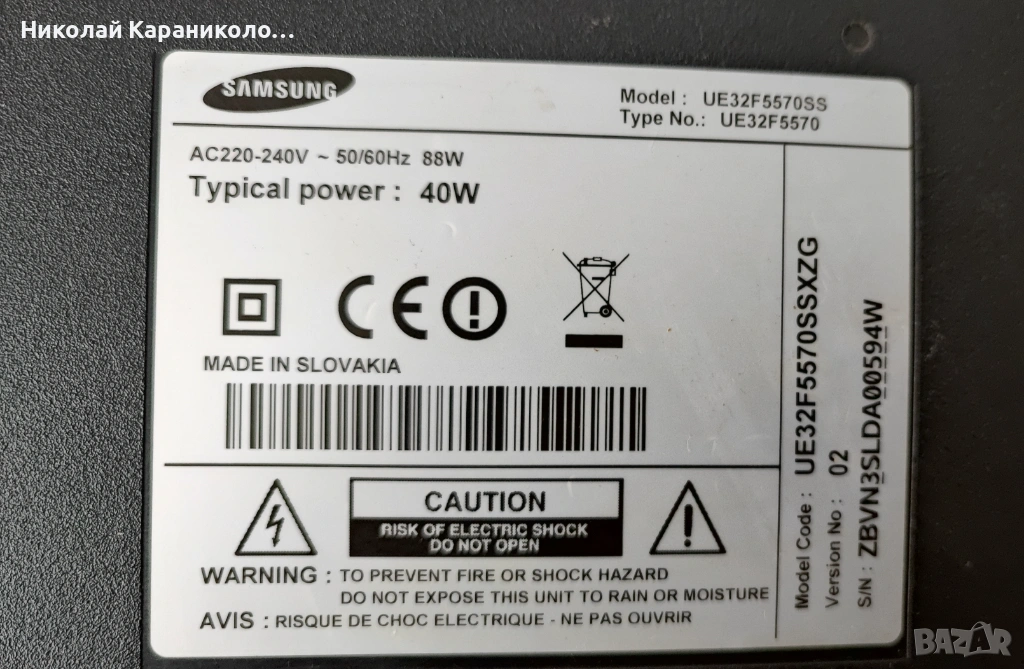 Николай Караниколо...
SAMSUNG
Model : UE32F5570SS
Type No.: UE32F5570
AC220-240V ~ 50/60Hz 88W
Typical power : 40W
CE
MADE IN SLOVAKIA
CAUTION
RISK OF ELECTRIC SHOCK
DO NOT OPEN
WARNING : TO PREVENT FIRE OR SHOCK HAZARD
DO NOT EXPOSE THIS UNIT TO RAIN OR MOISTURE
AVIS : RISQUE DE CHOC ELECTRIQUE - NE PAS OUVRIR
Model Code : UE32F5570SSXZG
Version No : 02
S/N : ZBVN3SLDA00594W
BAZAR